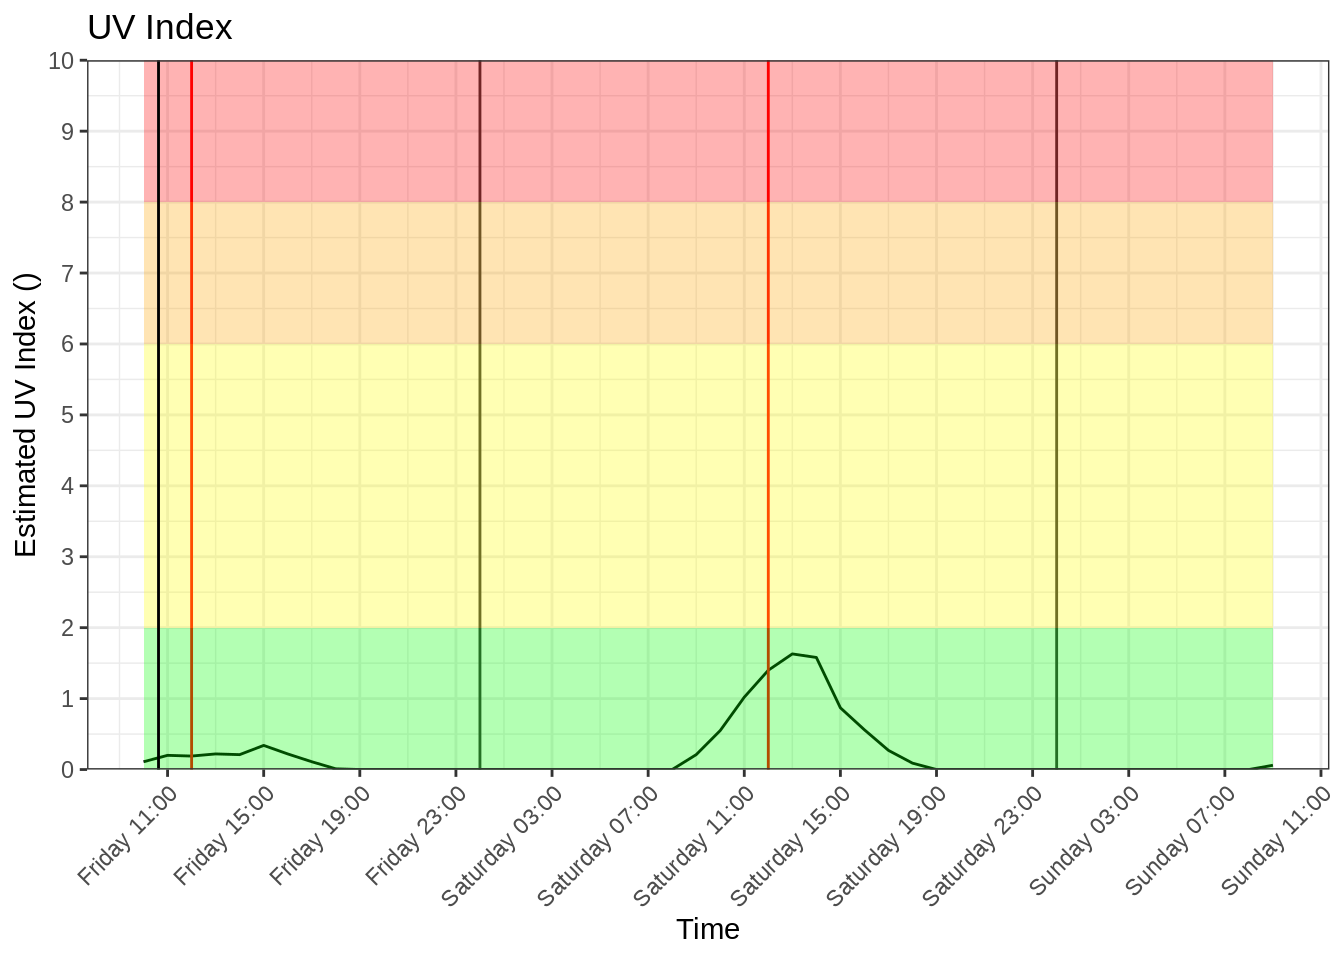 UV Index
Estimated UV Index ()
10
9
8
7
6
5
4
3
2
1
0
Friday 11:00
Friday 15:00
Friday 19:00
Friday 23:00
Saturday 03:00
Saturday 07:00
Saturday 11:00
Saturday 15:00
Saturday 19:00
Saturday 23:00
Sunday 03:00
Sunday 07:00
Sunday 11:00
Time